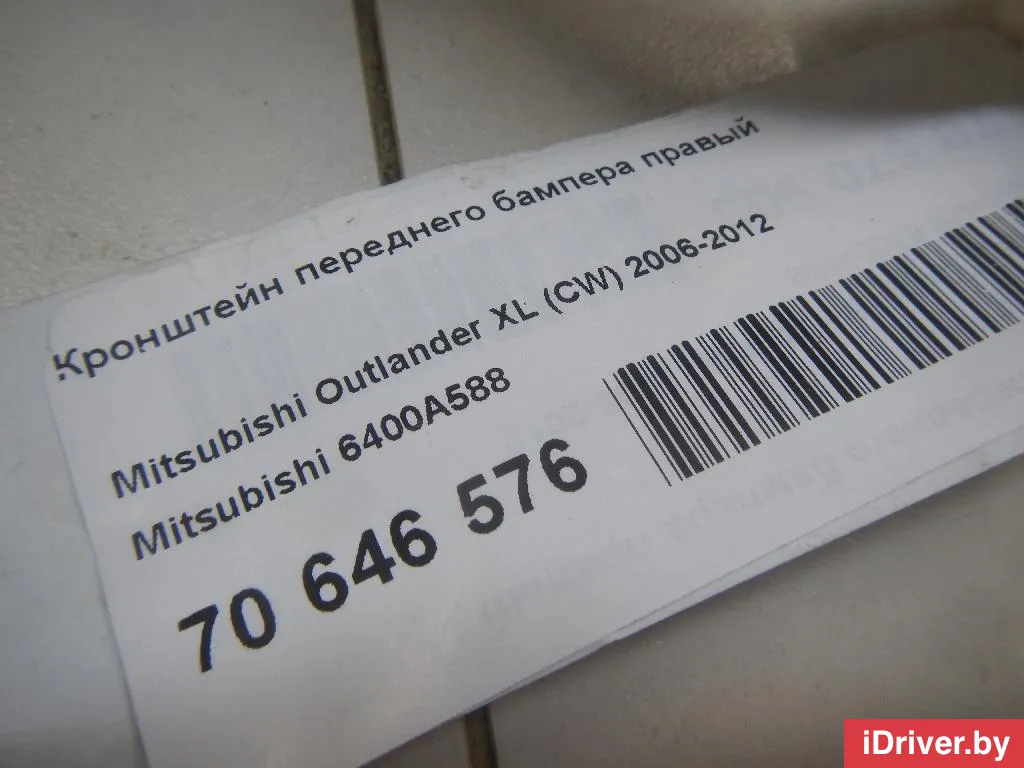 Кронштейн переднего бампера правый
Mitsubishi Outlander XL (CW) 2006-2012
Mitsubishi 6400A588
70 646 576
iDriver.by